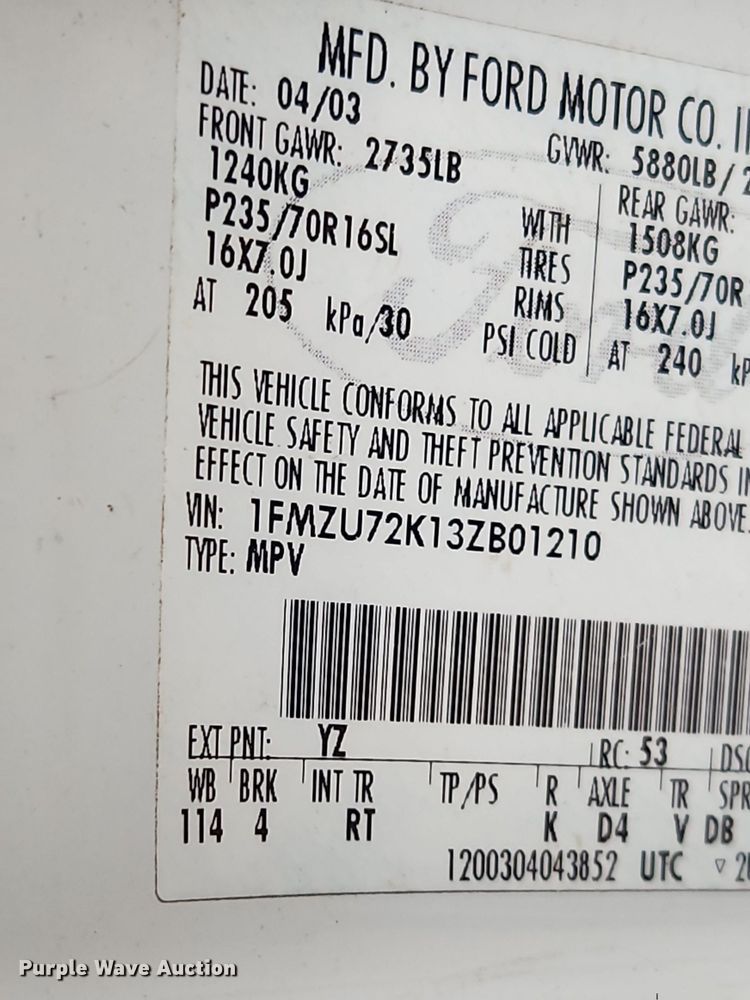 MFD. BY FORD MOTOR CO.
DATE: 04/03 GVWR: 5880LB/
FRONT GAWR: 2735LB REAR GAWR:
1240KG WITH 1508KG
P235/70R16SL TIRES P235/70R
16X7.0J RIMS 16X7.0J
AT 205 kPa/30 PSI COLD AT 240
THIS VEHICLE CONFORMS TO ALL APPLICABLE FEDERAL
VEHICLE SAFETY AND THEFT PREVENTION STANDARDS
EFFECT ON THE DATE OF MANUFACTURE SHOWN ABOVE.
VIN: 1FMZU72K13ZB01210
TYPE: MPV
EXT PNT: YZ RC: 53
WB BRK INT TR TP/PS R AXLE TR SPR
114 4 RT K D4 V DB
1200304043852 UTC
Purple Wave Auction